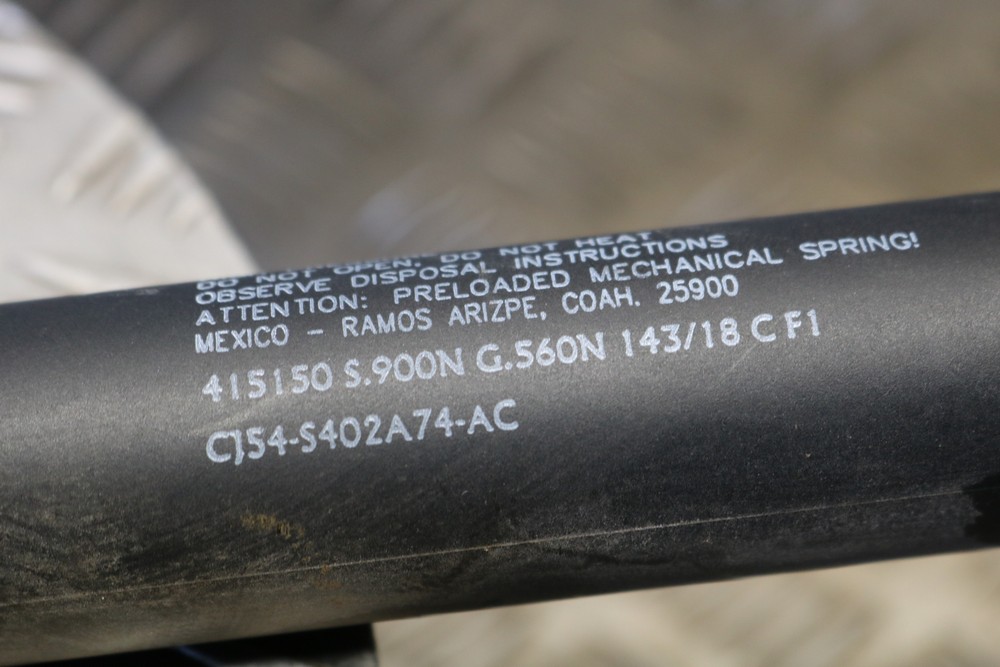 DO NOT OPEN! DO NOT HEAT
OBSERVE DISPOSAL INSTRUCTIONS
ATTENTION: PRELOADED MECHANICAL SPRING!
MEXICO - RAMOS ARIZPE, COAH. 25900
415150 S.900N G.560N 143/18 C F1
CJ54-S402A74-AC